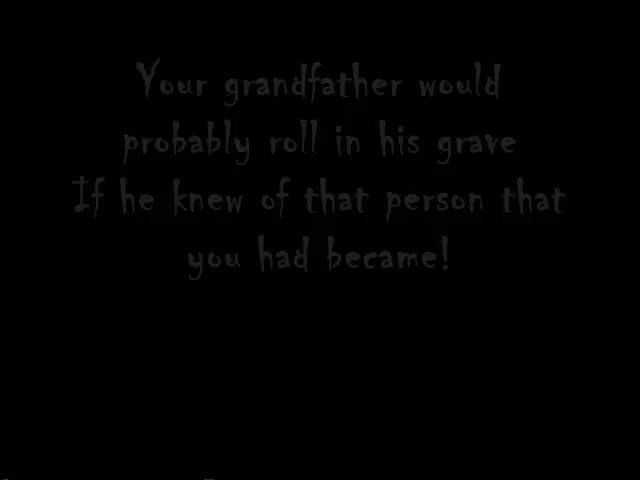 Your grandfather would
probably roll in his grave
If he knew of that person that
you had became!